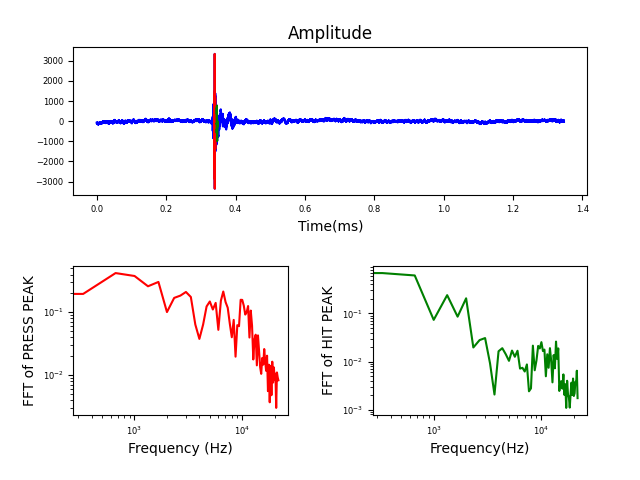 Amplitude
3000
2000
1000
0
−1000
−2000
−3000
0.0 0.2 0.4 0.6 0.8 1.0 1.2 1.4
Time(ms)
FFT of PRESS PEAK
10⁻¹
10⁻²
10³ 10⁴
Frequency (Hz)
FFT of HIT PEAK
10⁻¹
10⁻²
10⁻³
10³ 10⁴
Frequency(Hz)